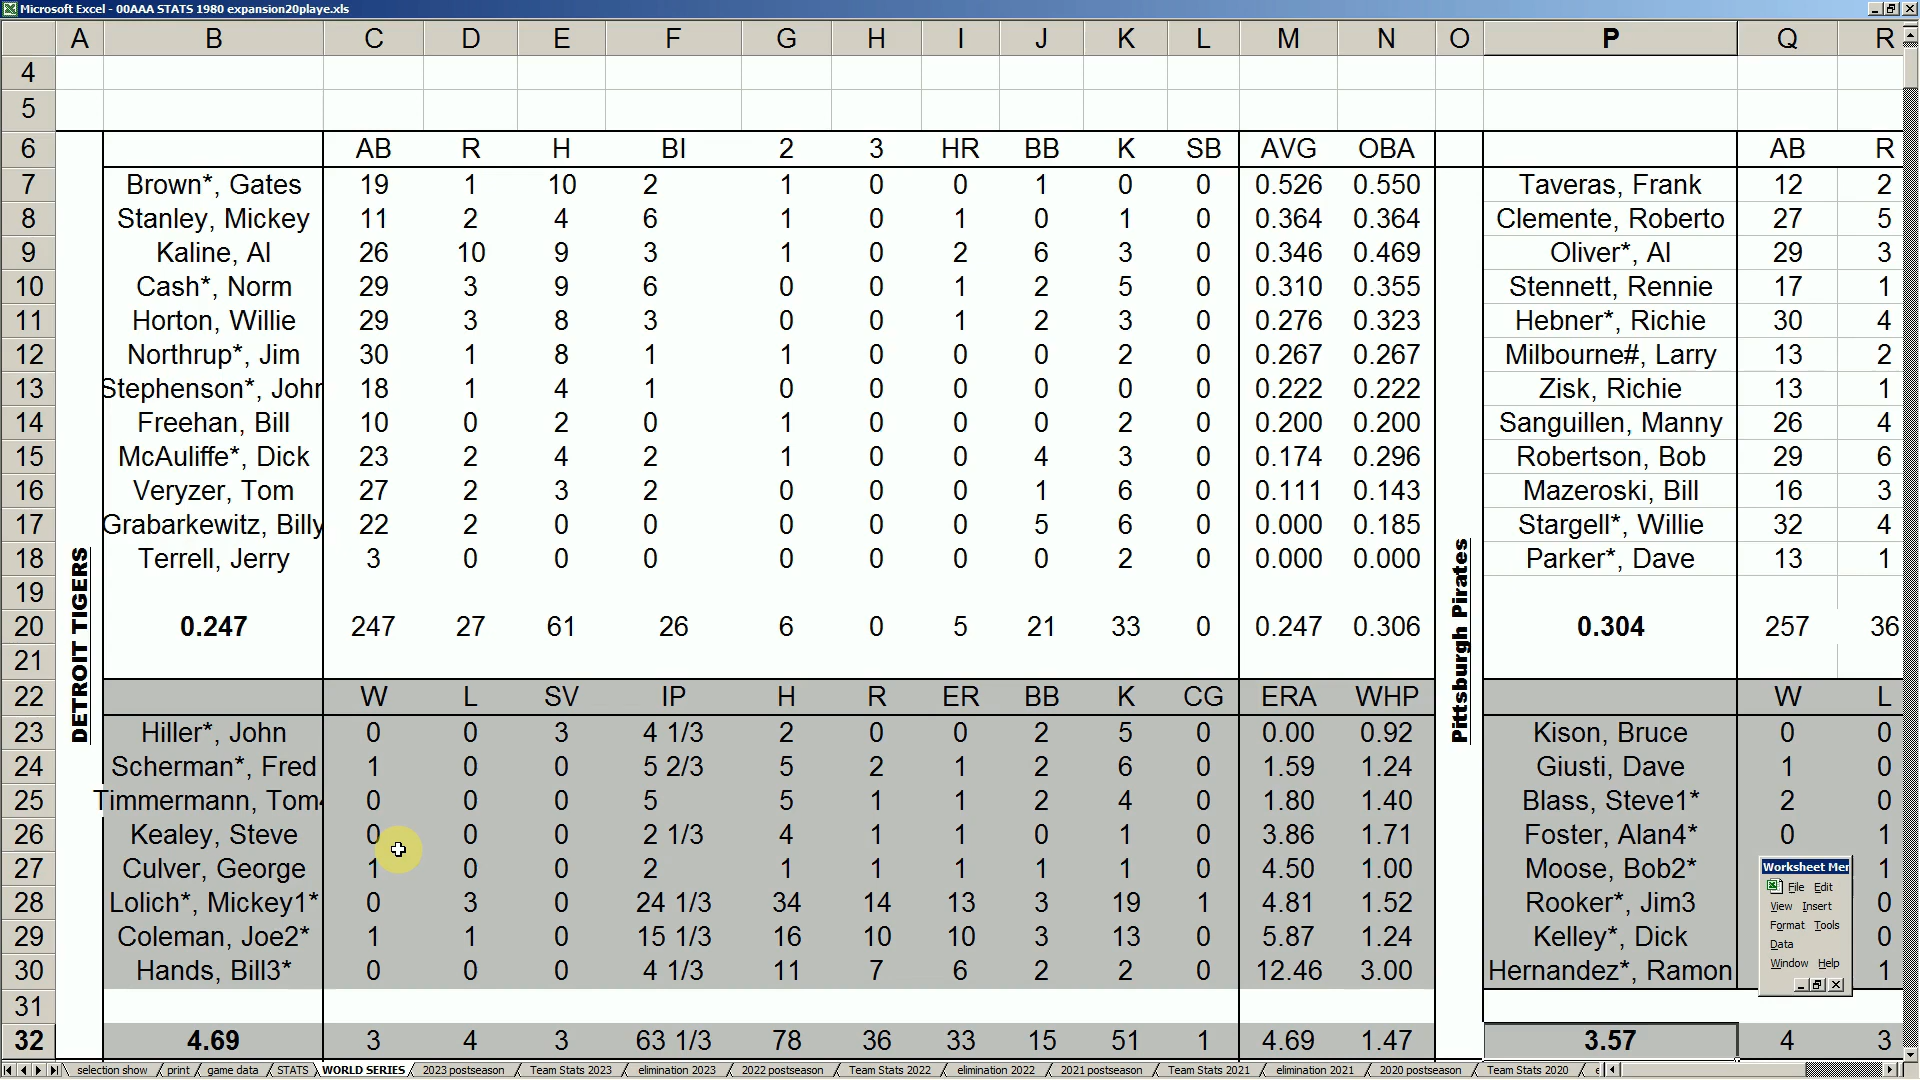 Microsoft Excel - 00AAA STATS 1980 expansion20playe.xls
A B C D E F G H I J K L M N O P Q R
4
5
6 AB R H BI 2 3 HR BB K SB AVG OBA AB R
7 Brown*, Gates 19 1 10 2 1 0 0 1 0 0 0.526 0.550 Taveras, Frank 12 2
8 Stanley, Mickey 11 2 4 6 1 0 1 0 1 0 0.364 0.364 Clemente, Roberto 27 5
9 Kaline, Al 26 10 9 3 1 0 2 6 3 0 0.346 0.469 Oliver*, Al 29 3
10 Cash*, Norm 29 3 9 6 0 0 1 2 5 0 0.310 0.355 Stennett, Rennie 17 1
11 Horton, Willie 29 3 8 3 0 0 1 2 3 0 0.276 0.323 Hebner*, Richie 30 4
12 Northrup*, Jim 30 1 8 1 1 0 0 0 2 0 0.267 0.267 Milbourne#, Larry 13 2
13 Stephenson*, John 18 1 4 1 0 0 0 0 0 0 0.222 0.222 Zisk, Richie 13 1
14 Freehan, Bill 10 0 2 0 1 0 0 0 2 0 0.200 0.200 Sanguillen, Manny 26 4
15 McAuliffe*, Dick 23 2 4 2 1 0 0 4 3 0 0.174 0.296 Robertson, Bob 29 6
16 Veryzer, Tom 27 2 3 2 0 0 0 1 6 0 0.111 0.143 Mazeroski, Bill 16 3
17 Grabarkewitz, Billy 22 2 0 0 0 0 0 5 6 0 0.000 0.185 Stargell*, Willie 32 4
18 Terrell, Jerry 3 0 0 0 0 0 0 0 2 0 0.000 0.000 Parker*, Dave 13 1
19
20 0.247 247 27 61 26 6 0 5 21 33 0 0.247 0.306 0.304 257 36
21
DETROIT TIGERS
Pittsburgh Pirates
22 W L SV IP H R ER BB K CG ERA WHP W L
23 Hiller*, John 0 0 3 4 1/3 2 0 0 2 5 0 0.00 0.92 Kison, Bruce 0 0
24 Scherman*, Fred 1 0 0 5 2/3 5 2 1 2 6 0 1.59 1.24 Giusti, Dave 1 0
25 Timmermann, Tom 0 0 0 5 5 1 1 2 4 0 1.80 1.40 Blass, Steve1* 2 0
26 Kealey, Steve 0 0 0 2 1/3 4 1 1 0 1 0 3.86 1.71 Foster, Alan4* 0 1
27 Culver, George 1 0 0 2 1 1 1 1 1 0 4.50 1.00 Moose, Bob2* 1
28 Lolich*, Mickey1* 0 3 0 24 1/3 34 14 13 3 19 1 4.81 1.52 Rooker*, Jim3 0
29 Coleman, Joe2* 1 1 0 15 1/3 16 10 10 3 13 0 5.87 1.24 Kelley*, Dick 0
30 Hands, Bill3* 0 0 0 4 1/3 11 7 6 2 2 0 12.46 3.00 Hernandez*, Ramon 1
31
32 4.69 3 4 3 63 1/3 78 36 33 15 51 1 4.69 1.47 3.57 4 3
Worksheet Mer
File Edit
View Insert
Format Tools
Data
Window Help
selection show print game data STATS WORLD SERIES 2023 postseason Team Stats 2023 elimination 2023 2022 postseason Team Stats 2022 elimination 2022 2021 postseason Team Stats 2021 elimination 2021 2020 postseason Team Stats 2020 e